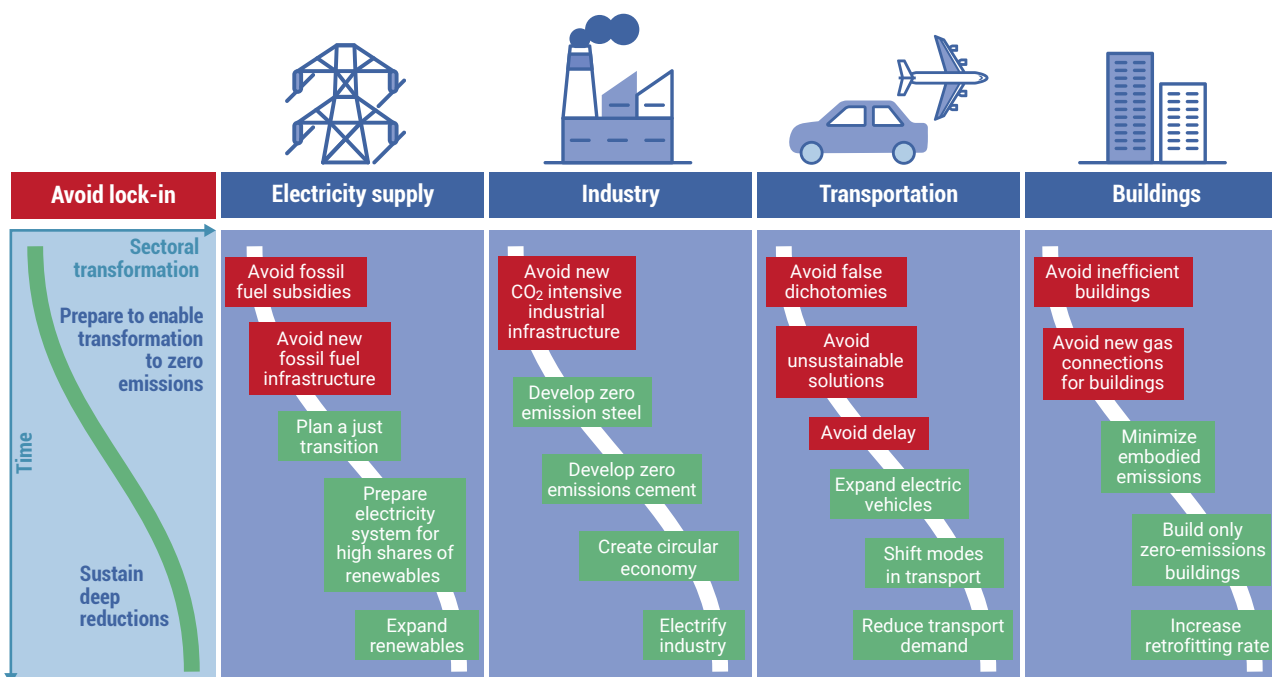 Avoid lock-in
Electricity supply
Industry
Transportation
Buildings
Sectoral
transformation
Prepare to enable
transformation
to zero
emissions
Time
Sustain
deep
reductions
Avoid fossil
fuel subsidies
Avoid new
fossil fuel
infrastructure
Plan a just
transition
Prepare
electricity
system for
high shares of
renewables
Expand
renewables
Avoid new
CO₂ intensive
industrial
infrastructure
Develop zero
emission steel
Develop zero
emissions cement
Create circular
economy
Electrify
industry
Avoid false
dichotomies
Avoid
unsustainable
solutions
Avoid delay
Expand electric
vehicles
Shift modes
in transport
Reduce transport
demand
Avoid inefficient
buildings
Avoid new gas
connections
for buildings
Minimize
embodied
emissions
Build only
zero-emissions
buildings
Increase
retrofitting rate